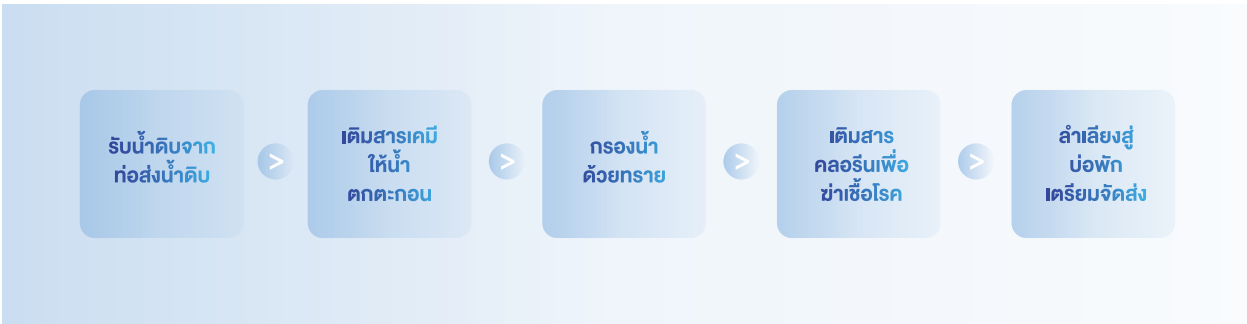 รับน้ำดิบจาก
ท่อส่งน้ำดิบ
>
เติมสารเคมี
ให้น้ำ
ตกตะกอน
>
กรองน้ำ
ด้วยทราย
>
เติมสาร
คลอรีนเพื่อ
ฆ่าเชื้อโรค
>
ลำเลียงสู่
บ่อพัก
เตรียมจัดส่ง